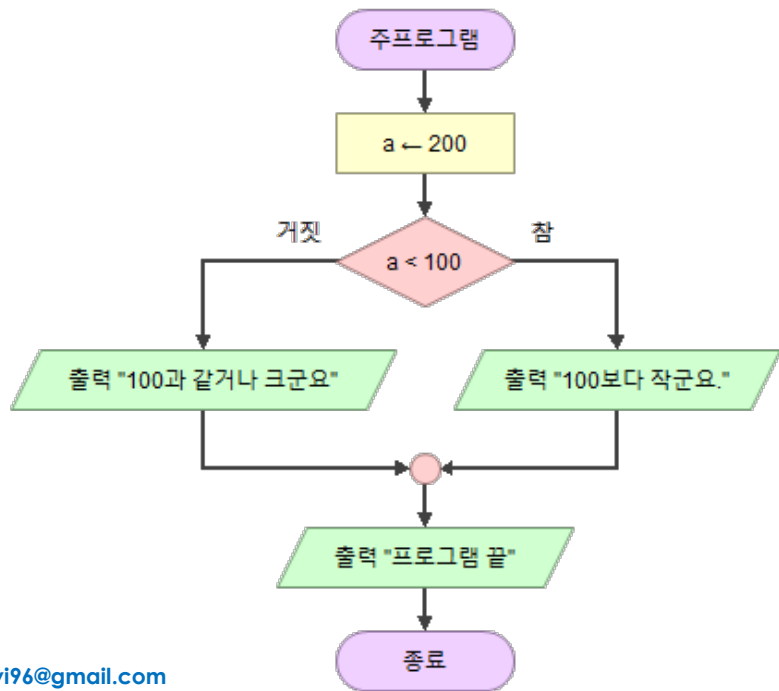 주프로그램
a ← 200
거짓
참
a < 100
출력 "100과 같거나 크군요"
출력 "100보다 작군요."
출력 "프로그램 끝"
종료